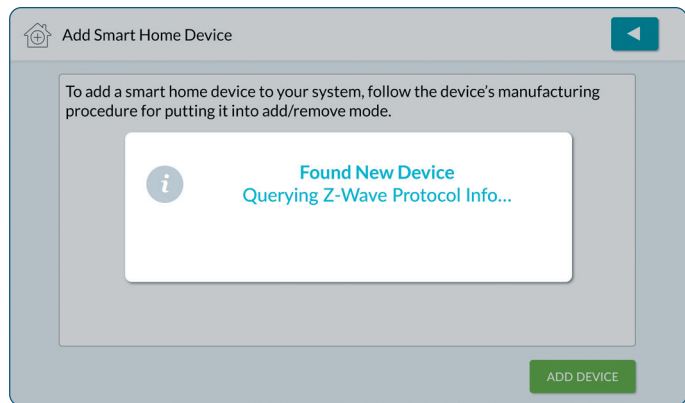 Add Smart Home Device
To add a smart home device to your system, follow the device's manufacturing
procedure for putting it into add/remove mode.
i
Found New Device
Querying Z-Wave Protocol Info...
ADD DEVICE